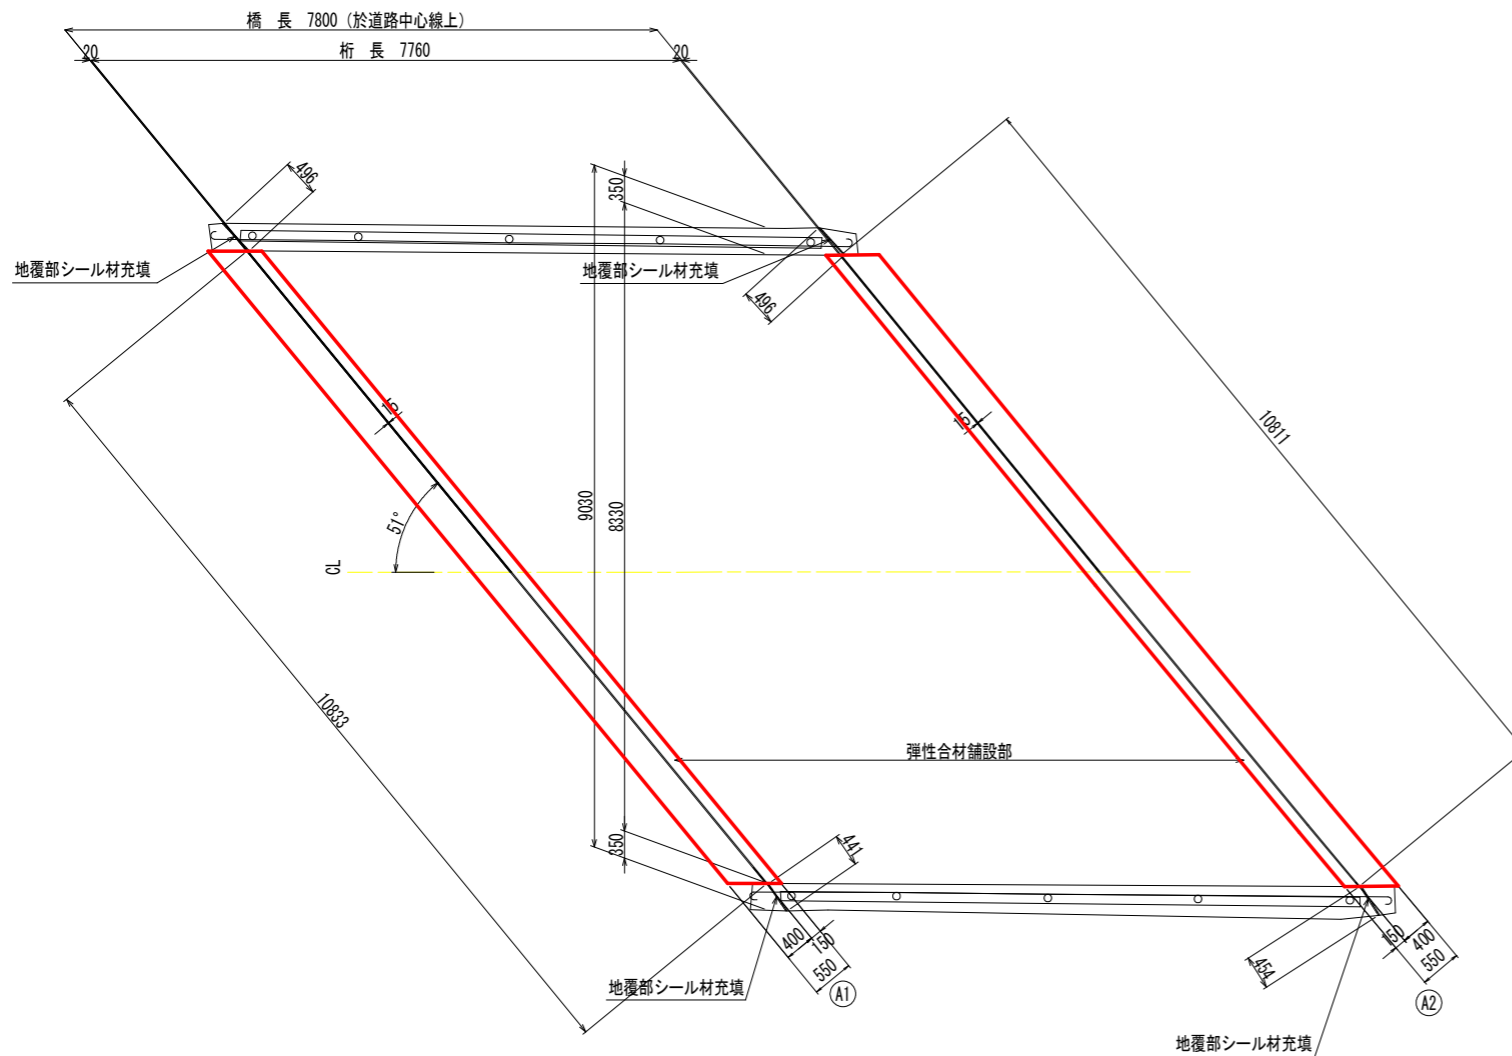 橋 長 7800（於道路中心線上）
20
桁 長 7760
20
496
350
地覆部シール材充填
地覆部シール材充填
496
15
15
10811
9030
8330
51°
CL
10833
弾性合材舗設部
350
441
400
150
550
A1
地覆部シール材充填
150
400
550
454
A2
地覆部シール材充填